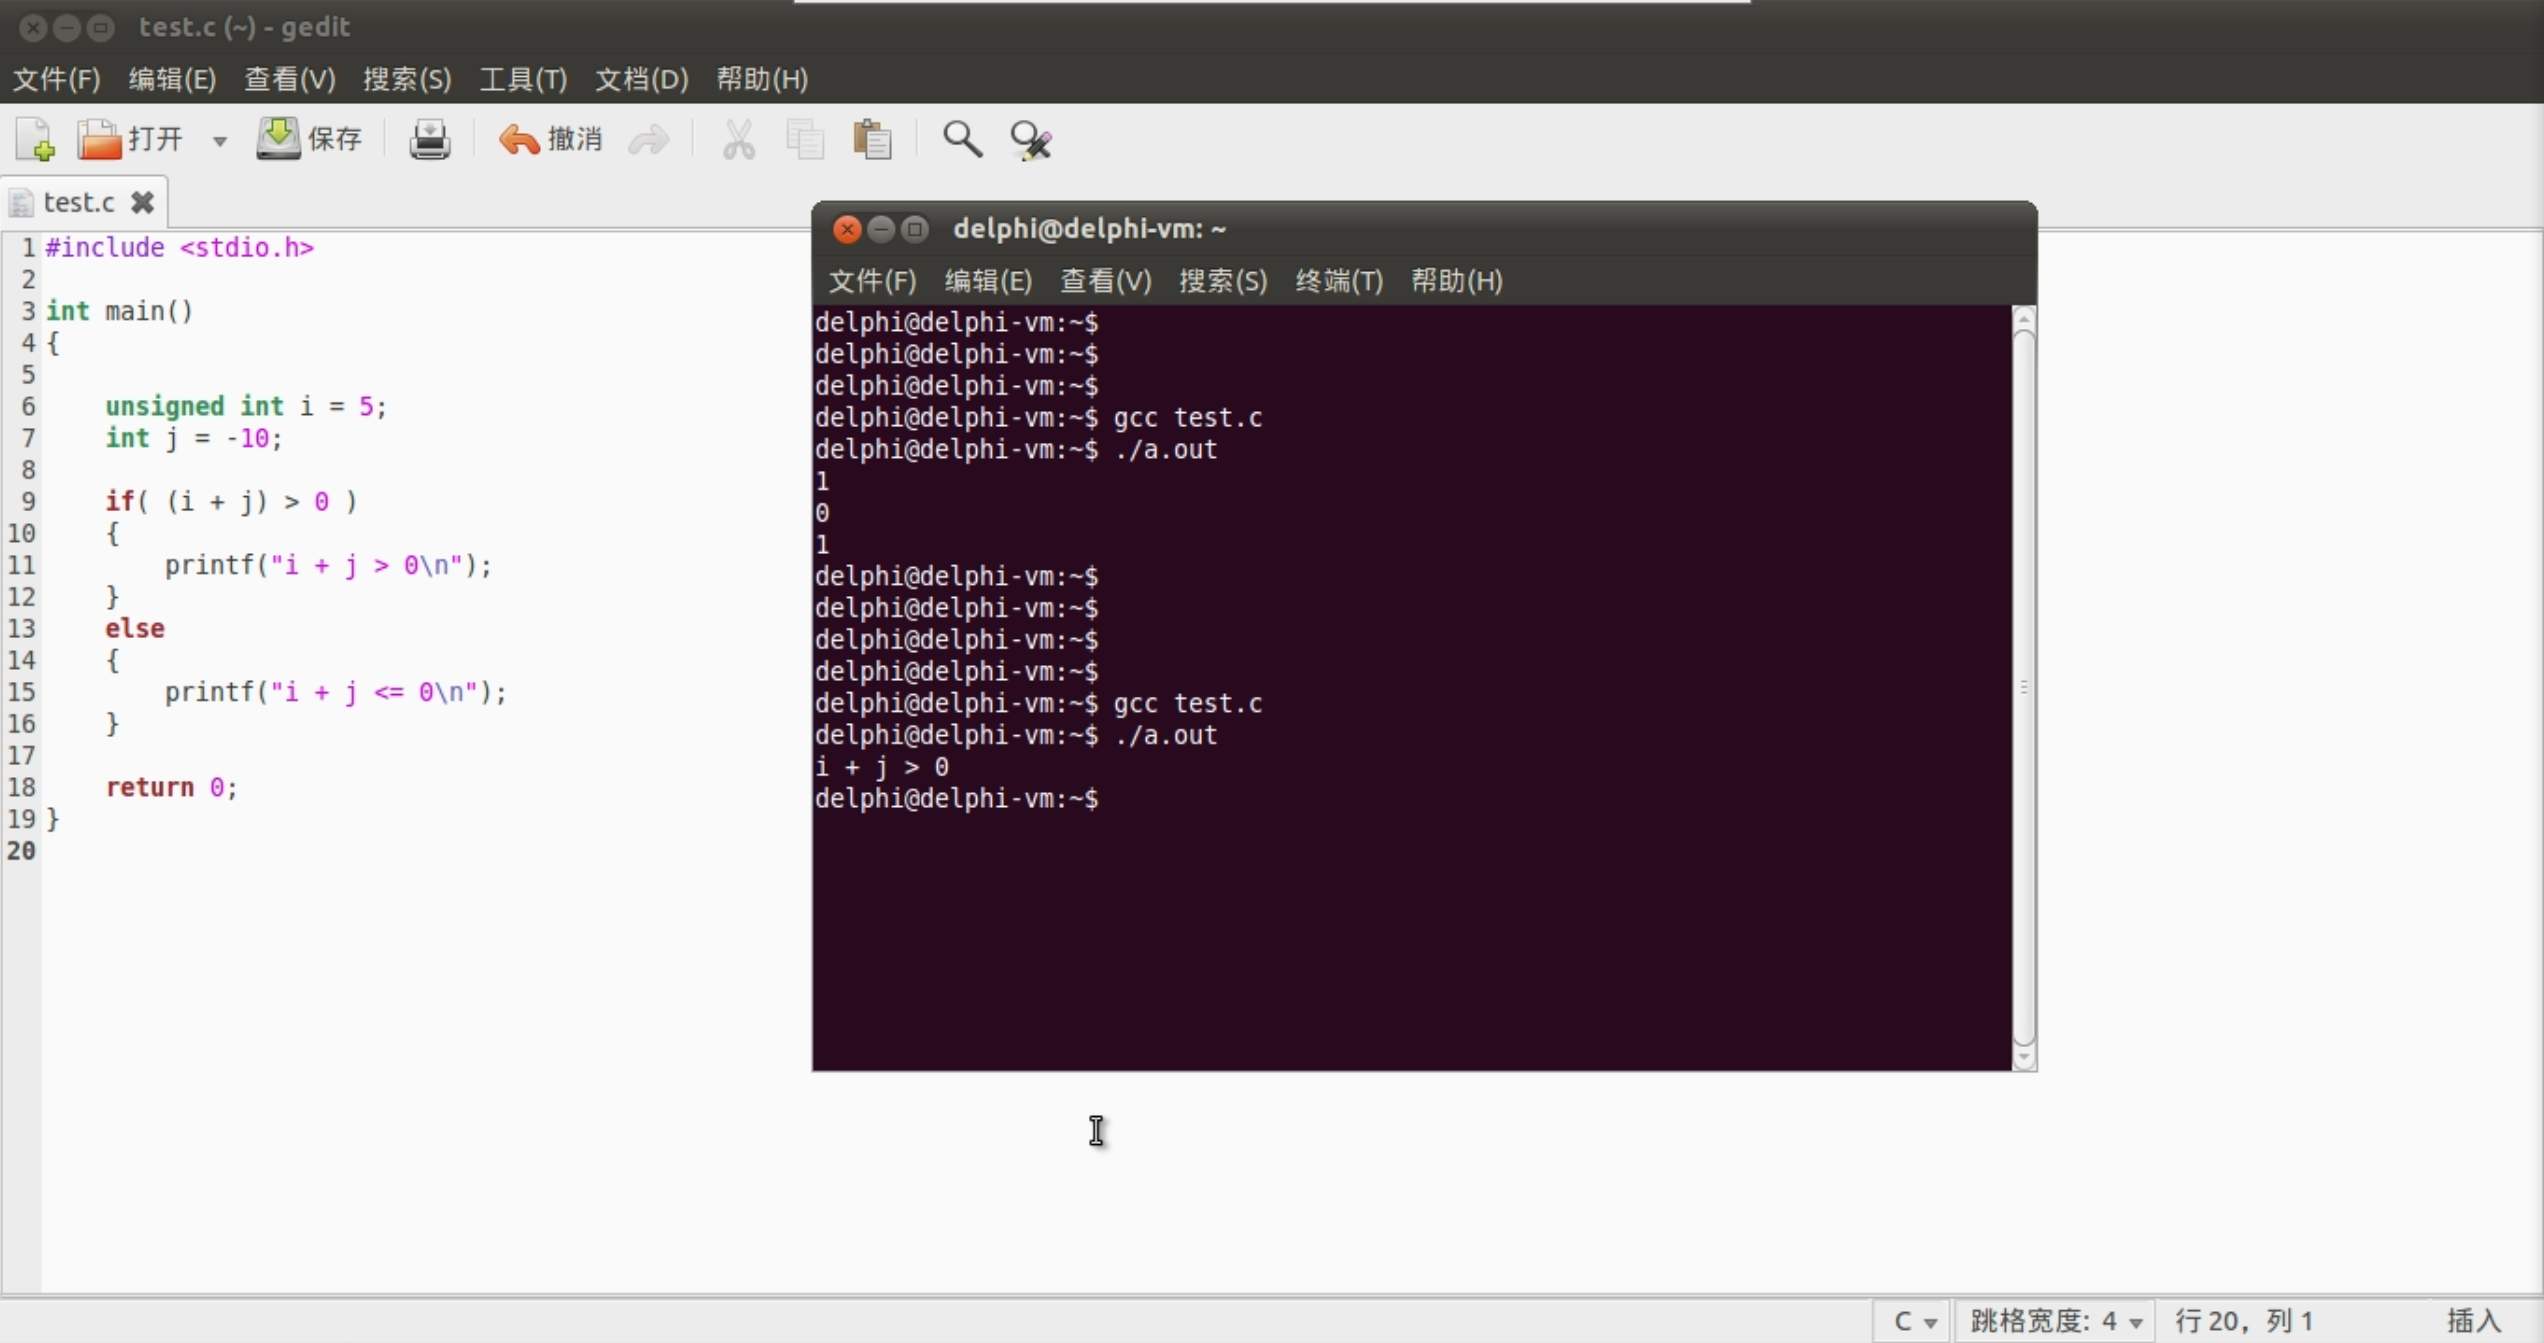 test.c (~) - gedit
文件(F) 编辑(E) 查看(V) 搜索(S) 工具(T) 文档(D) 帮助(H)
打开 保存 撤消
test.c
1 #include <stdio.h>
2
3 int main()
4 {
5
6     unsigned int i = 5;
7     int j = -10;
8
9     if( (i + j) > 0 )
10     {
11         printf("i + j > 0\n");
12     }
13     else
14     {
15         printf("i + j <= 0\n");
16     }
17
18     return 0;
19 }
20
delphi@delphi-vm: ~
文件(F) 编辑(E) 查看(V) 搜索(S) 终端(T) 帮助(H)
delphi@delphi-vm:~$
delphi@delphi-vm:~$
delphi@delphi-vm:~$
delphi@delphi-vm:~$ gcc test.c
delphi@delphi-vm:~$ ./a.out
1
0
1
delphi@delphi-vm:~$
delphi@delphi-vm:~$
delphi@delphi-vm:~$
delphi@delphi-vm:~$
delphi@delphi-vm:~$ gcc test.c
delphi@delphi-vm:~$ ./a.out
i + j > 0
delphi@delphi-vm:~$
C 跳格宽度: 4 行 20，列 1 插入